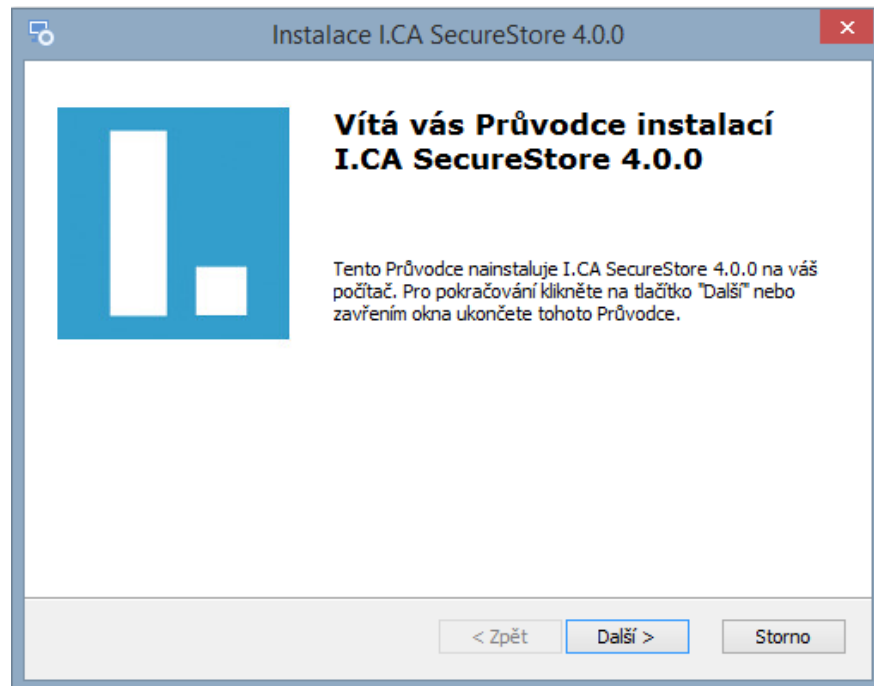 Instalace I.CA SecureStore 4.0.0
Vítá vás Průvodce instalací
I.CA SecureStore 4.0.0
I.
Tento Průvodce nainstaluje I.CA SecureStore 4.0.0 na váš
počítač. Pro pokračování klikněte na tlačítko "Další" nebo
zavřením okna ukončete tohoto Průvodce.
< Zpět
Další >
Storno